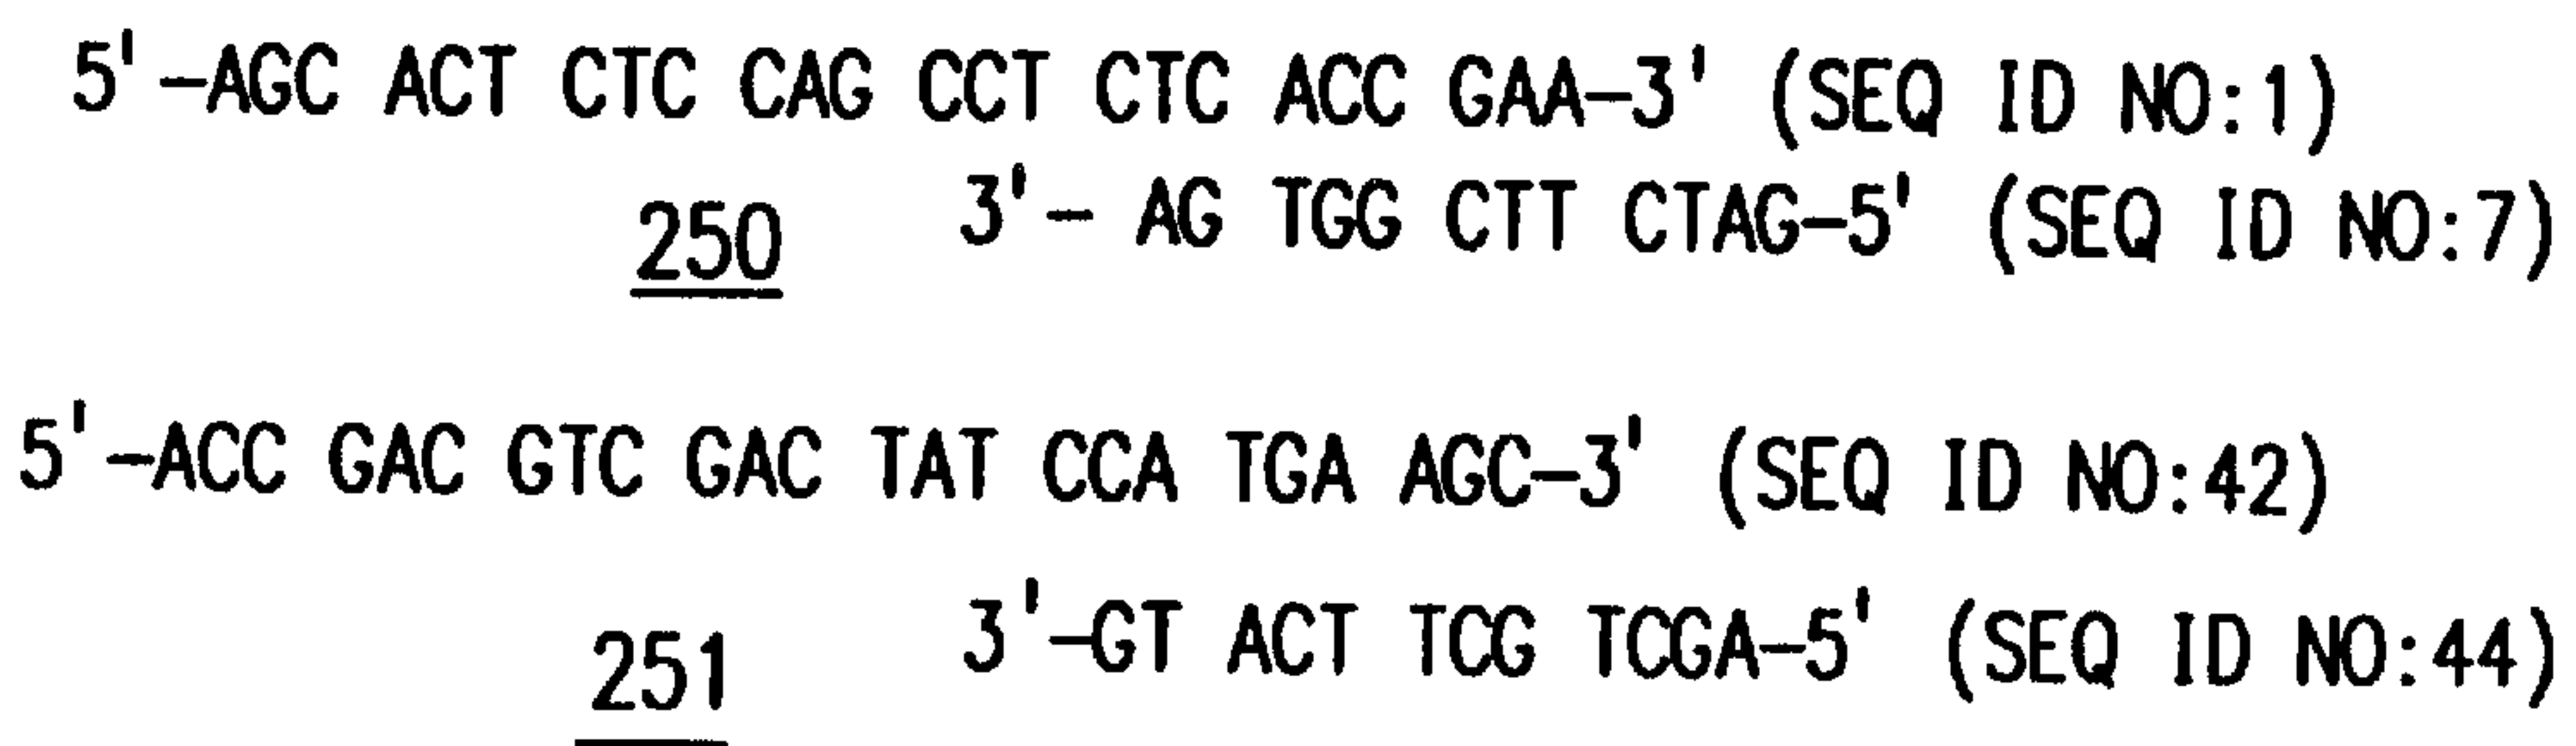 5'-AGC ACT CTC CAG CCT CTC ACC GAA-3' (SEQ ID NO:1)
3'- AG TGG CTT CTAG-5' (SEQ ID NO:7)
250
5'-ACC GAC GTC GAC TAT CCA TGA AGC-3' (SEQ ID NO:42)
3'-GT ACT TCG TCGA-5' (SEQ ID NO:44)
251